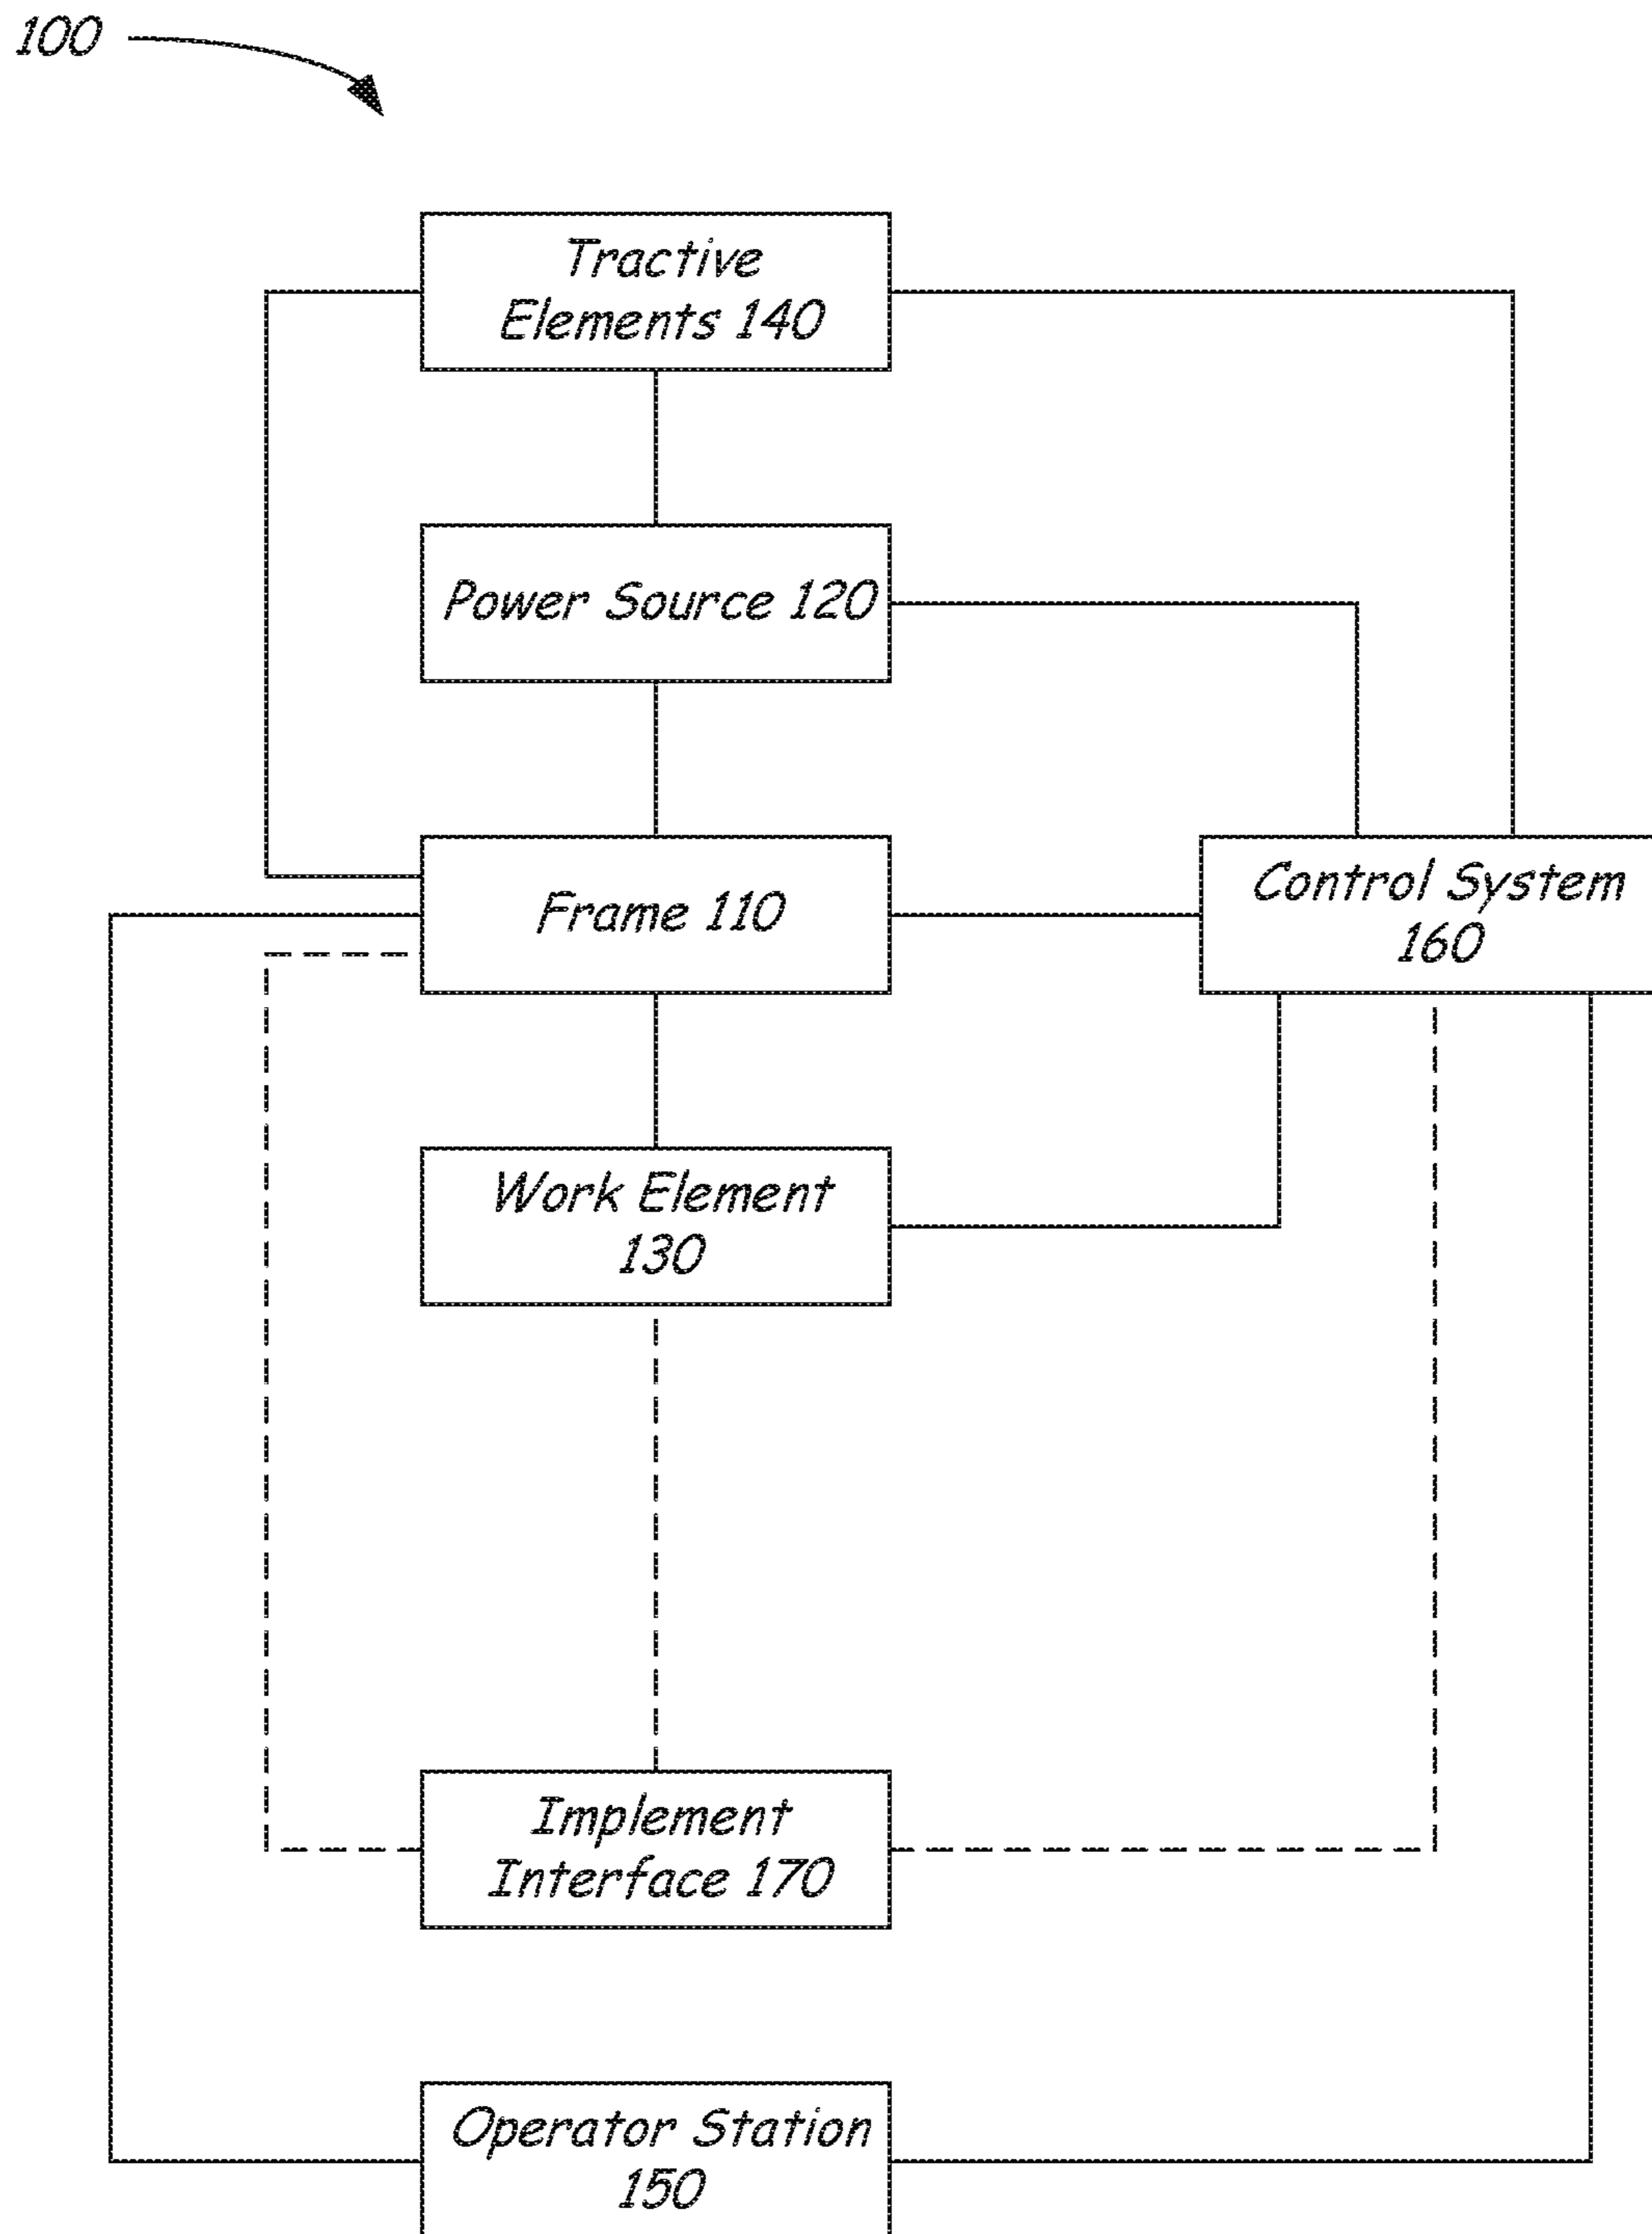 100
Tractive
Elements 140
Power Source 120
Frame 110
Control System
160
Work Element
130
Implement
Interface 170
Operator Station
150